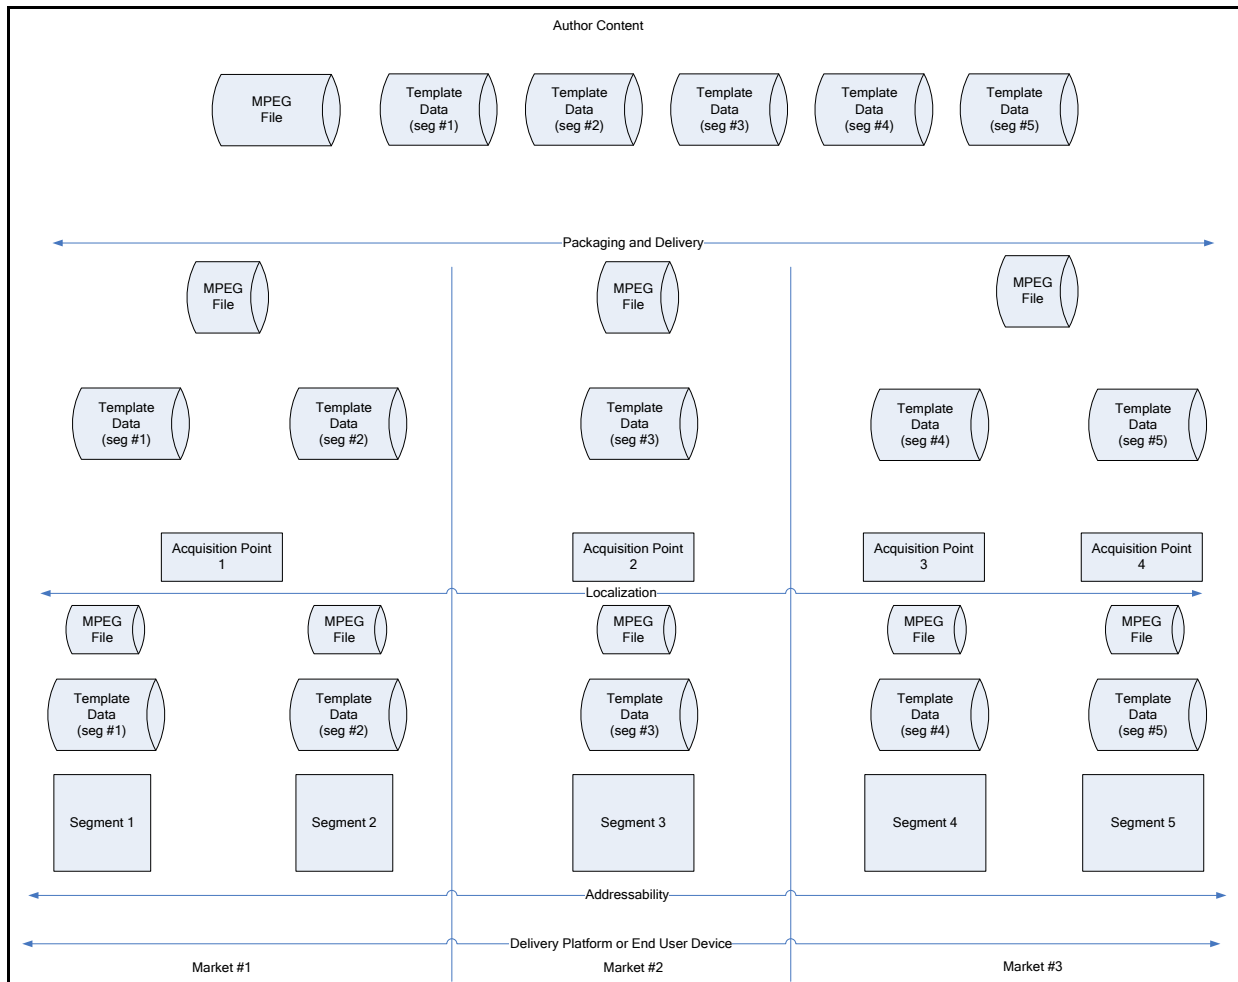 Author Content
MPEG
File
Template
Data
(seg #1)
Template
Data
(seg #2)
Template
Data
(seg #3)
Template
Data
(seg #4)
Template
Data
(seg #5)
Packaging and Delivery
MPEG
File
MPEG
File
MPEG
File
Template
Data
(seg #1)
Template
Data
(seg #2)
Template
Data
(seg #3)
Template
Data
(seg #4)
Template
Data
(seg #5)
Acquisition Point
1
Acquisition Point
2
Acquisition Point
3
Acquisition Point
4
Localization
MPEG
File
MPEG
File
MPEG
File
MPEG
File
MPEG
File
Template
Data
(seg #1)
Template
Data
(seg #2)
Template
Data
(seg #3)
Template
Data
(seg #4)
Template
Data
(seg #5)
Segment 1
Segment 2
Segment 3
Segment 4
Segment 5
Addressability
Delivery Platform or End User Device
Market #1
Market #2
Market #3